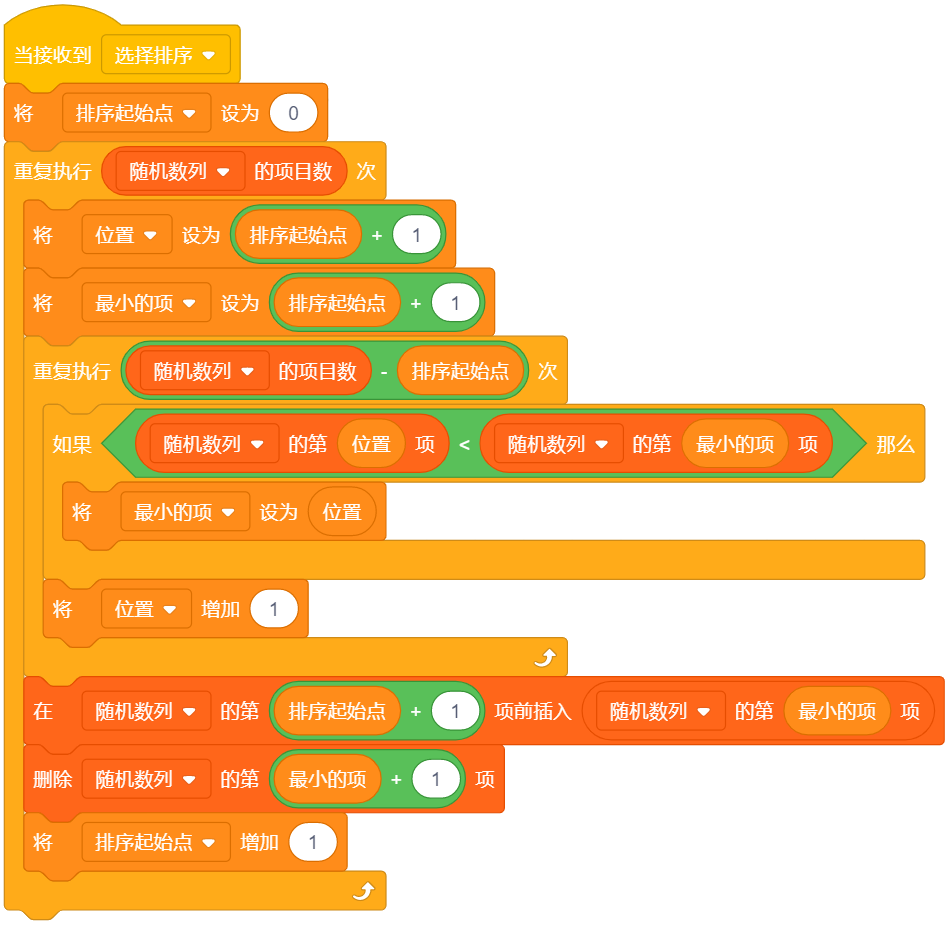 当接收到 选择排序
将 排序起始点 设为 0
重复执行 随机数列 的项目数 次
将 位置 设为 排序起始点 + 1
将 最小的项 设为 排序起始点 + 1
重复执行 随机数列 的项目数 - 排序起始点 次
如果 随机数列 的第 位置 项 < 随机数列 的第 最小的项 项 那么
将 最小的项 设为 位置
将 位置 增加 1
在 随机数列 的第 排序起始点 + 1 项前插入 随机数列 的第 最小的项 项
删除 随机数列 的第 最小的项 + 1 项
将 排序起始点 增加 1